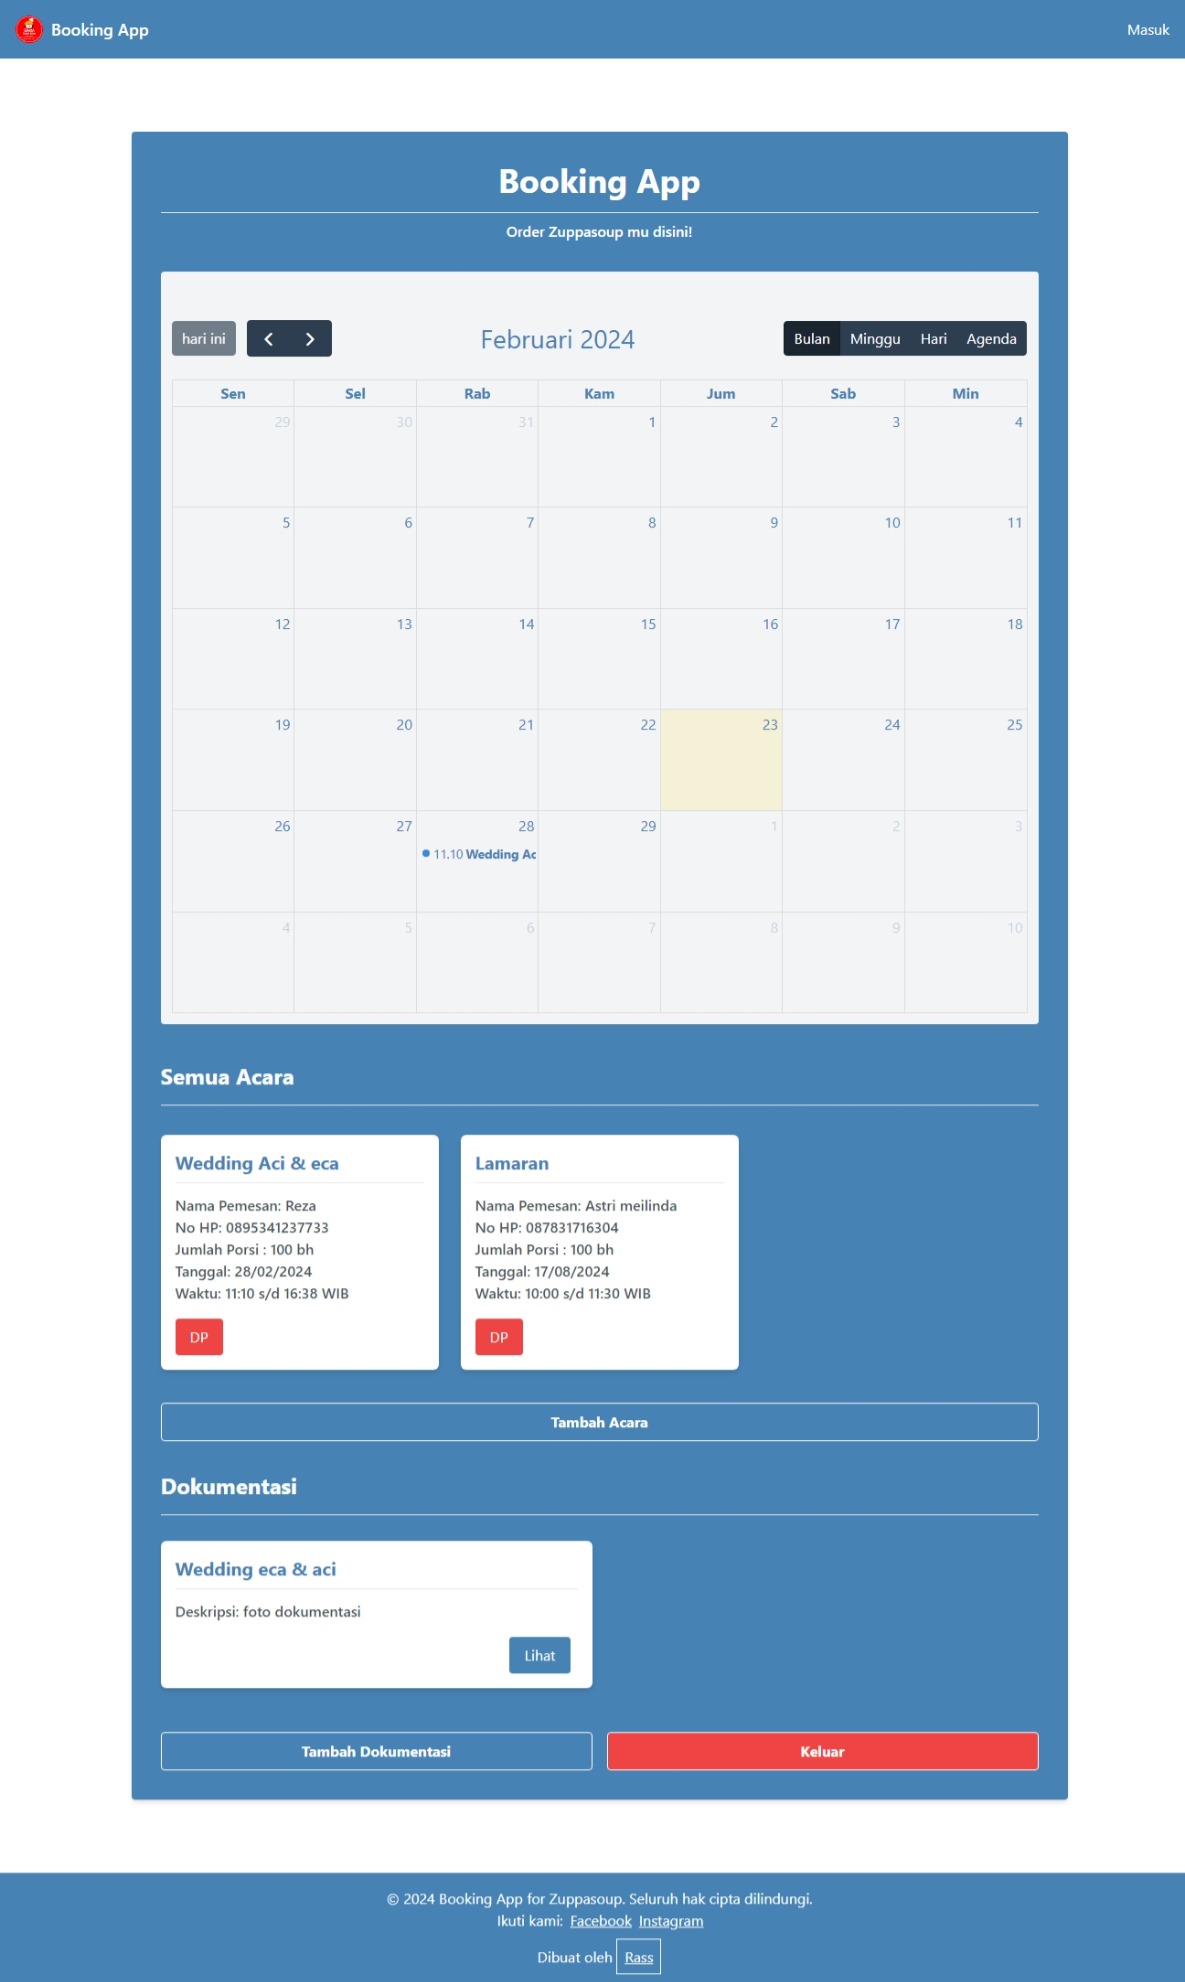 Booking App
Masuk
Booking App
Order Zuppasoup mu disini!
hari ini
Februari 2024
Bulan Minggu Hari Agenda
Sen Sel Rab Kam Jum Sab Min
29 30 31 1 2 3 4
5 6 7 8 9 10 11
12 13 14 15 16 17 18
19 20 21 22 23 24 25
26 27 28 29 1 2 3
11.10 Wedding Ac
4 5 6 7 8 9 10
Semua Acara
Wedding Aci & eca
Nama Pemesan: Reza
No HP: 0895341237733
Jumlah Porsi : 100 bh
Tanggal: 28/02/2024
Waktu: 11:10 s/d 16:38 WIB
DP
Lamaran
Nama Pemesan: Astri meilinda
No HP: 087831716304
Jumlah Porsi : 100 bh
Tanggal: 17/08/2024
Waktu: 10:00 s/d 11:30 WIB
DP
Tambah Acara
Dokumentasi
Wedding eca & aci
Deskripsi: foto dokumentasi
Lihat
Tambah Dokumentasi
Keluar
© 2024 Booking App for Zuppasoup. Seluruh hak cipta dilindungi.
Ikuti kami: Facebook Instagram
Dibuat oleh Rass